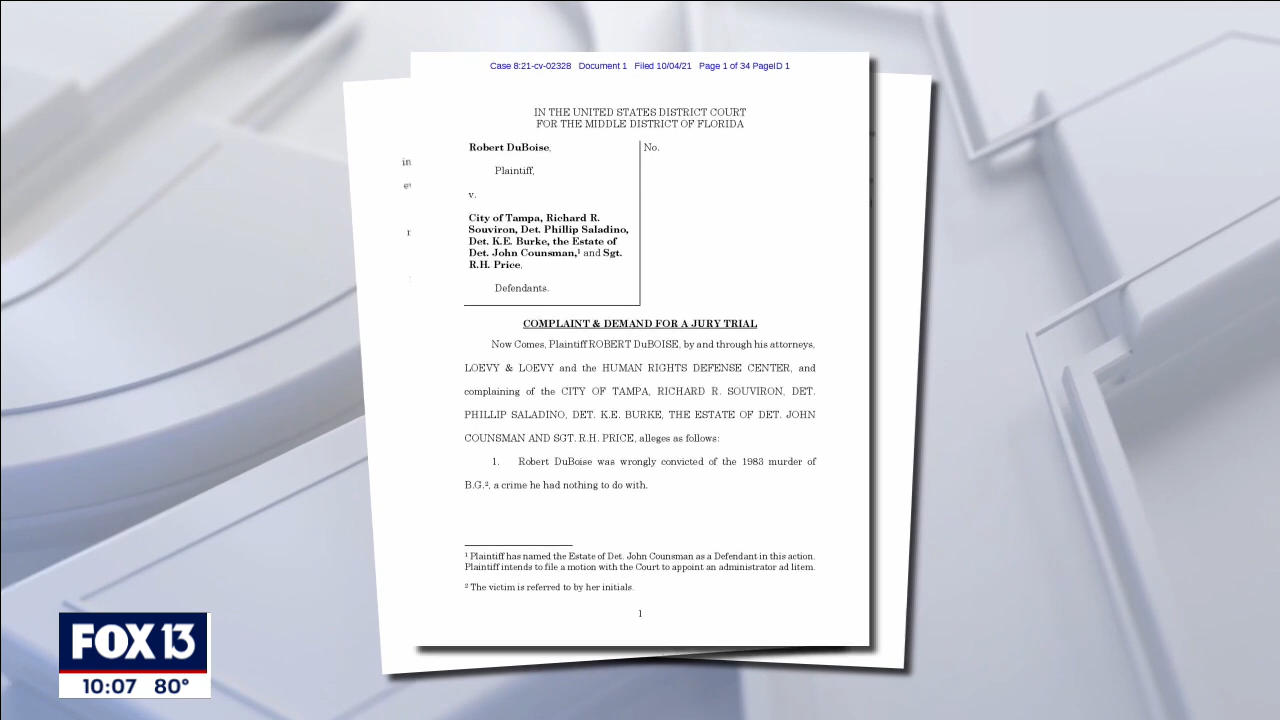 Case 8:21-cv-02328 Document 1 Filed 10/04/21 Page 1 of 34 PageID 1
IN THE UNITED STATES DISTRICT COURT
FOR THE MIDDLE DISTRICT OF FLORIDA
Robert DuBoise,
Plaintiff,
v.
City of Tampa, Richard R.
Souviron, Det. Phillip Saladino,
Det. K.E. Burke, the Estate of
Det. John Counsman,¹ and Sgt.
R.H. Price,
Defendants.
No.
COMPLAINT & DEMAND FOR A JURY TRIAL
Now Comes, Plaintiff ROBERT DuBOISE, by and through his attorneys,
LOEVY & LOEVY and the HUMAN RIGHTS DEFENSE CENTER, and
complaining of the CITY OF TAMPA, RICHARD R. SOUVIRON, DET.
PHILLIP SALADINO, DET. K.E. BURKE, THE ESTATE OF DET. JOHN
COUNSMAN AND SGT. R.H. PRICE, alleges as follows:
1. Robert DuBoise was wrongly convicted of the 1983 murder of
B.G.², a crime he had nothing to do with.
¹ Plaintiff has named the Estate of Det. John Counsman as a Defendant in this action.
Plaintiff intends to file a motion with the Court to appoint an administrator ad litem.
² The victim is referred to by her initials.
1
in
FOX 13
10:07 80°